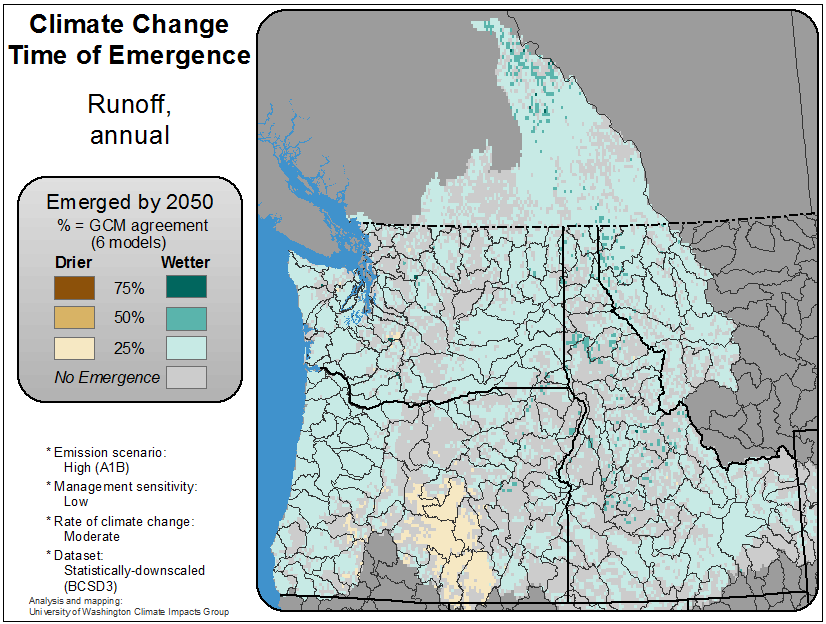 Climate Change
Time of Emergence
Runoff,
annual
Emerged by 2050
% = GCM agreement
(6 models)
Drier Wetter
75%
50%
25%
No Emergence
* Emission scenario:
High (A1B)
* Management sensitivity:
Low
* Rate of climate change:
Moderate
* Dataset:
Statistically-downscaled
(BCSD3)
Analysis and mapping:
University of Washington Climate Impacts Group